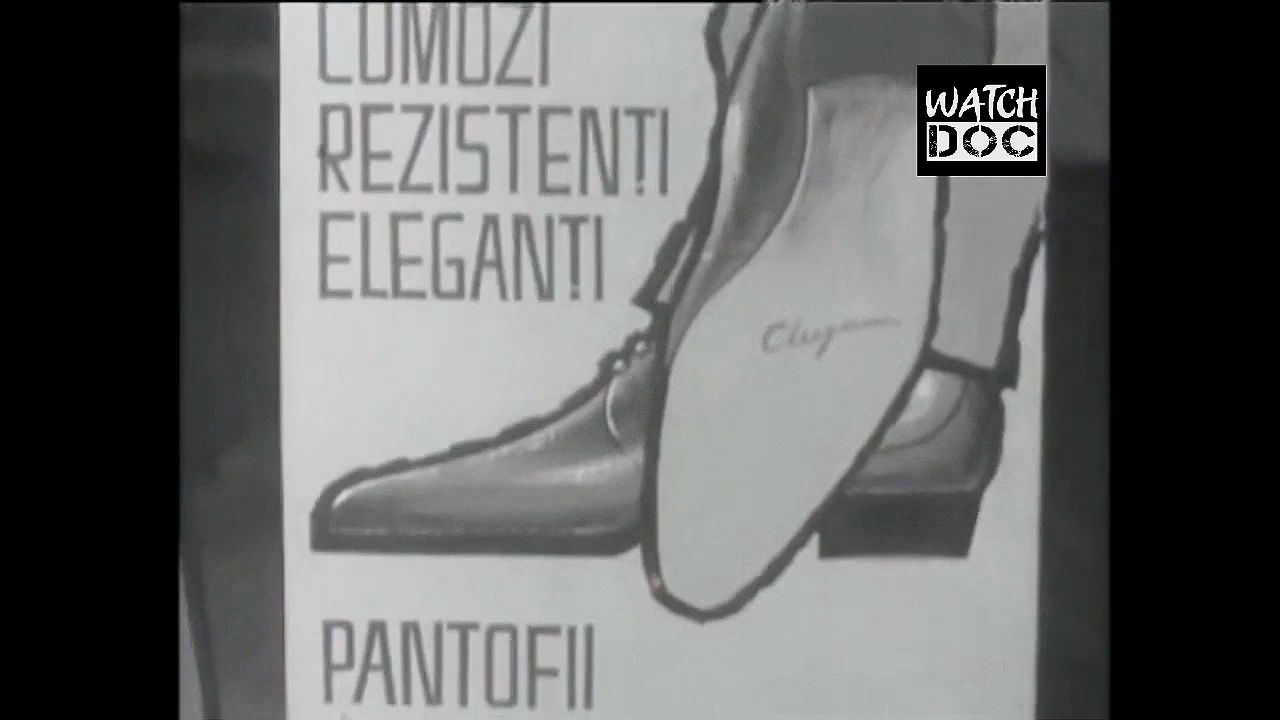 COMOZI
REZISTENȚI
ELEGANȚI
WATCH
DOC
PANTOFII